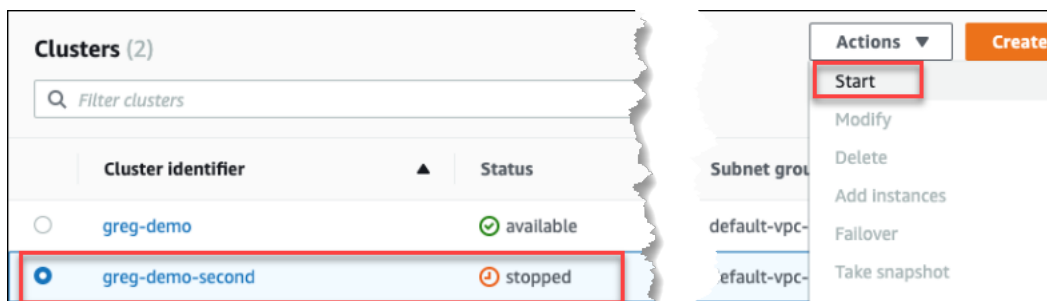 Clusters (2)
Actions ▼ Create
Filter clusters
Start
Modify
Cluster identifier ▲ Status Subnet grou
Delete
Add instances
greg-demo available default-vpc-
Failover
greg-demo-second stopped efault-vpc-
Take snapshot